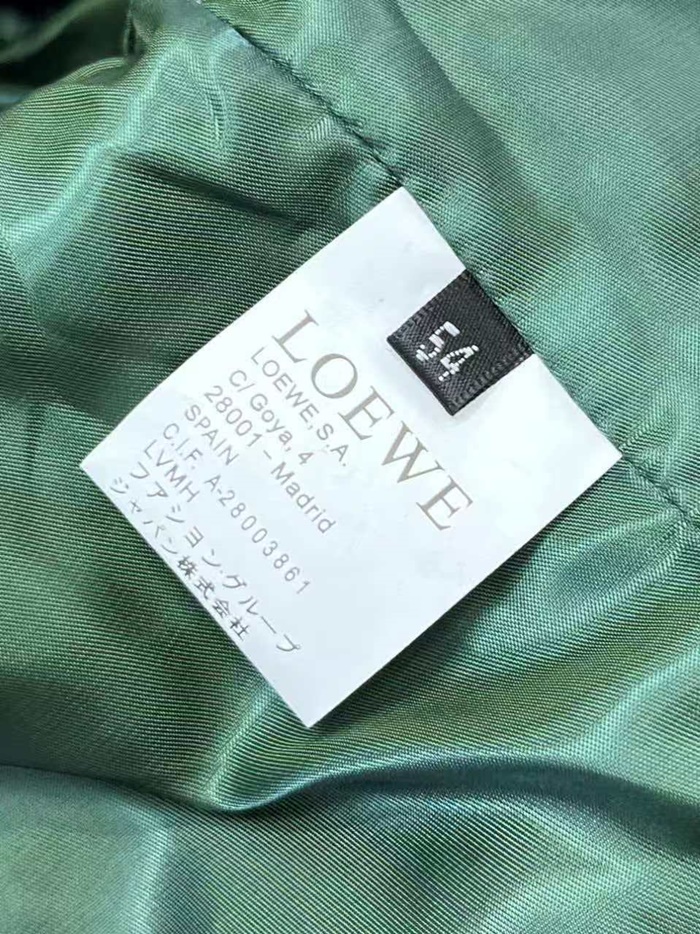 54
LOEWE
LOEWE,S.A.
C/ Goya, 4
28001 - Madrid
SPAIN
C.I.F. A-28003861
LVMH
ファションググループ
ジャパン株式会社